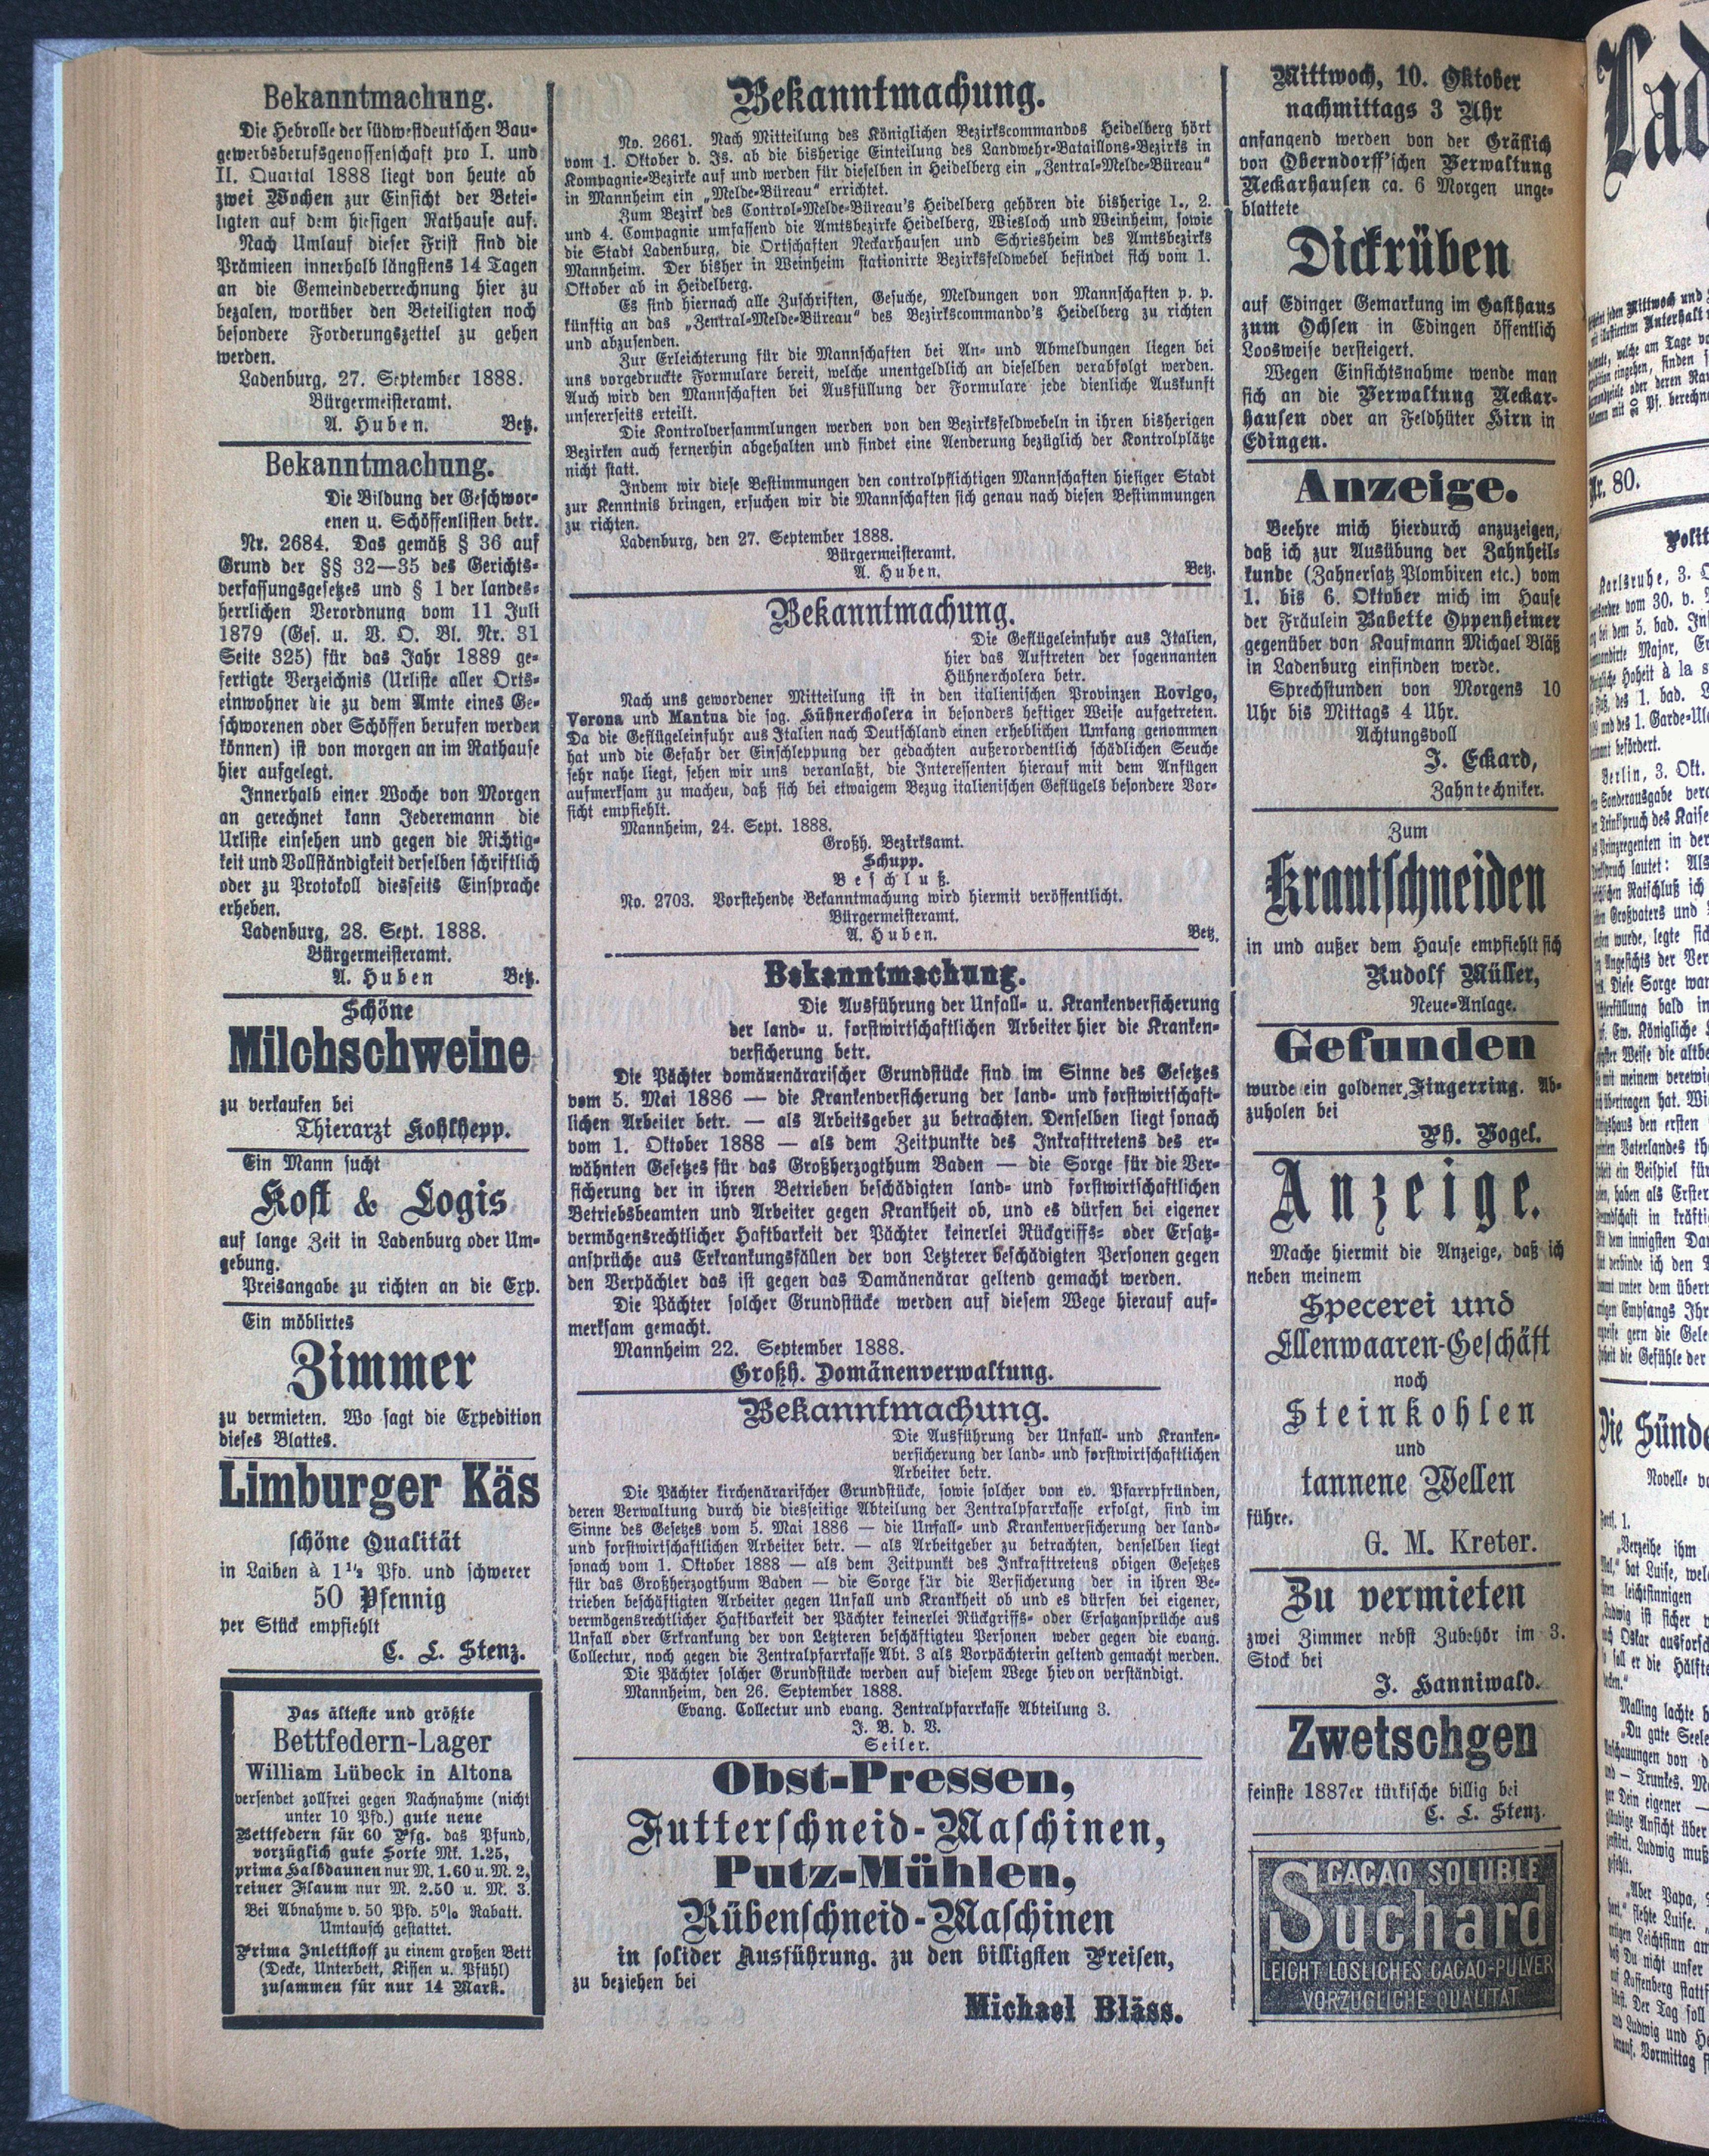 Bekanntmachung.
Die Hebrolle der südwestdeutschen Bau-
gewerbsberufsgenossenschaft pro I. und
II. Quartal 1888 liegt von heute ab
zwei Wochen zur Einsicht der Betei-
ligten auf dem hiesigen Rathause auf.
Nach Umlauf dieser Frist sind die
Prämieen innerhalb längstens 14 Tagen
an die Gemeindeverrechnung hier zu
bezalen, worüber den Beteiligten noch
besondere Forderungszettel zu gehen
werden.
Ladenburg, 27. September 1888.
Bürgermeisteramt.
A. Huben. Betz.
Bekanntmachung.
Die Bildung der Geschwor-
enen u. Schöffenlisten betr.
Nr. 2684. Das gemäß § 36 auf
Grund der §§ 32—35 des Gerichts-
verfassungsgesetzes und § 1 der landes-
herrlichen Verordnung vom 11 Juli
1879 (Ges. u. V. O. Bl. Nr. 31
Seite 325) für das Jahr 1889 ge-
fertigte Verzeichnis (Urliste aller Orts-
einwohner die zu dem Amte eines Ge-
schworenen oder Schöffen berufen werden
können) ist von morgen an im Rathause
hier aufgelegt.
Innerhalb einer Woche von Morgen
an gerechnet kann Jederemann die
Urliste einsehen und gegen die Richtig-
keit und Vollständigkeit derselben schriftlich
oder zu Protokoll diesseits Einsprache
erheben.
Ladenburg, 28. Sept. 1888.
Bürgermeisteramt.
A. Huben Betz.
Schöne
Milchschweine
zu verkaufen bei
Thierarzt Kohlhepp.
Ein Mann sucht
Kost & Logis
auf lange Zeit in Ladenburg oder Um-
gebung.
Preisangabe zu richten an die Exp.
Ein möblirtes
Zimmer
zu vermieten. Wo sagt die Expedition
dieses Blattes.
Limburger Käs
schöne Qualität
in Laiben à 1½ Pfd. und schwerer
50 Pfennig
per Stück empfiehlt
C. L. Stenz.
Das älteste und größte
Bettfedern-Lager
William Lübeck in Altona
versendet zollfrei gegen Nachnahme (nicht
unter 10 Pfd.) gute neue
Bettfedern für 60 Pfg. das Pfund,
vorzüglich gute Sorte Mk. 1.25,
prima Halbdaunen nur M. 1.60 u. M. 2,
reiner Flaum nur M. 2.50 u. M. 3.
Bei Abnahme v. 50 Pfd. 5% Rabatt.
Umtausch gestattet.
Prima Inlettstoff zu einem großen Bett
(Decke, Unterbett, Kissen u. Pfühl)
zusammen für nur 14 Mark.
Bekanntmachung.
No. 2661. Nach Mitteilung des Königlichen Bezirkscommandos Heidelberg hört
vom 1. Oktober d. Js. ab die bisherige Einteilung des Landwehr-Bataillons-Bezirks in
Kompagnie-Bezirke auf und werden für dieselben in Heidelberg ein „Zentral-Melde-Büreau"
in Mannheim ein „Melde-Büreau" errichtet.
Zum Bezirk des Control-Melde-Büreau's Heidelberg gehören die bisherige 1., 2.
und 4. Compagnie umfassend die Amtsbezirke Heidelberg, Wiesloch und Weinheim, sowie
die Stadt Ladenburg, die Ortschaften Neckarhausen und Schriesheim des Amtsbezirks
Mannheim. Der bisher in Weinheim stationirte Bezirksfeldwebel befindet sich vom 1.
Oktober ab in Heidelberg.
Es sind hiernach alle Zuschriften, Gesuche, Meldungen von Mannschaften p. p.
künftig an das „Zentral-Melde-Büreau" des Bezirkscommando's Heidelberg zu richten
und abzusenden.
Zur Erleichterung für die Mannschaften bei An- und Abmeldungen liegen bei
uns vorgedruckte Formulare bereit, welche unentgeldlich an dieselben verabfolgt werden.
Auch wird den Mannschaften bei Ausfüllung der Formulare jede dienliche Auskunft
unsererseits erteilt.
Die Kontrolversammlungen werden von den Bezirksfeldwebeln in ihren bisherigen
Bezirken auch fernerhin abgehalten und findet eine Aenderung bezüglich der Kontrolplätze
nicht statt.
Indem wir diese Bestimmungen den controlpflichtigen Mannschaften hiesiger Stadt
zur Kenntnis bringen, ersuchen wir die Mannschaften sich genau nach diesen Bestimmungen
zu richten.
Ladenburg, den 27. September 1888.
Bürgermeisteramt.
A. Huben. Betz.
Bekanntmachung.
Die Geflügeleinfuhr aus Italien,
hier das Auftreten der sogennanten
Hühnercholera betr.
Nach uns gewordener Mitteilung ist in den italienischen Provinzen Rovigo,
Verona und Mantua die sog. Hühnercholera in besonders heftiger Weise aufgetreten.
Da die Geflügeleinfuhr aus Italien nach Deutschland einen erheblichen Umfang genommen
hat und die Gefahr der Einschleppung der gedachten außerordentlich schädlichen Seuche
sehr nahe liegt, sehen wir uns veranlaßt, die Interessenten hierauf mit dem Anfügen
aufmerksam zu macheu, daß sich bei etwaigem Bezug italienischen Geflügels besondere Vor-
sicht empfiehlt.
Mannheim, 24. Sept. 1888.
Großh. Bezirksamt.
Schupp.
Beschluß.
No. 2703. Vorstehende Bekanntmachung wird hiermit veröffentlicht.
Bürgermeisteramt.
A. Huben. Betz.
Bekanntmachung.
Die Ausführung der Unfall- u. Krankenversicherung
der land- u. forstwirtschaftlichen Arbeiter hier die Kranken-
versicherung betr.
Die Pächter domänenärarischer Grundstücke sind im Sinne des Gesetzes
vom 5. Mai 1886 — die Krankenversicherung der land- und forstwirtschaft-
lichen Arbeiter betr. — als Arbeitsgeber zu betrachten. Denselben liegt sonach
vom 1. Oktober 1888 — als dem Zeitpunkte des Inkrafttretens des er-
wähnten Gesetzes für das Großherzogthum Baden — die Sorge für die Ver-
sicherung der in ihren Betrieben beschädigten land- und forstwirtschaftlichen
Betriebsbeamten und Arbeiter gegen Krankheit ob, und es dürfen bei eigener
vermögensrechtlicher Haftbarkeit der Pächter keinerlei Rückgriffs- oder Ersatz-
ansprüche aus Erkrankungsfällen der von Letzterer beschädigten Personen gegen
den Verpächter das ist gegen das Damänenärar geltend gemacht werden.
Die Pächter solcher Grundstücke werden auf diesem Wege hierauf auf-
merksam gemacht.
Mannheim 22. September 1888.
Großh. Domänenverwaltung.
Bekanntmachung.
Die Ausführung der Unfall- und Kranken-
versicherung der land- und forstwirtschaftlichen
Arbeiter betr.
Die Pächter kirchenärarischer Grundstücke, sowie solcher von ev. Pfarrpfründen,
deren Verwaltung durch die diesseitige Abteilung der Zentralpfarrkasse erfolgt, sind im
Sinne des Gesetzes vom 5. Mai 1886 — die Unfall- und Krankenversicherung der land-
und forstwirtschaftlichen Arbeiter betr. — als Arbeitgeber zu betrachten, denselben liegt
sonach vom 1. Oktober 1888 — als dem Zeitpunkt des Inkrafttretens obigen Gesetzes
für das Großherzogthum Baden — die Sorge für die Versicherung der in ihren Be-
trieben beschäftigten Arbeiter gegen Unfall und Krankheit ob und es dürfen bei eigener,
vermögensrechtlicher Haftbarkeit der Pächter keinerlei Rückgriffs- oder Ersatzansprüche aus
Unfall oder Erkrankung der von Letzteren beschäftigteu Personen weder gegen die evang.
Collectur, noch gegen die Zentralpfarrkasse Abt. 3 als Vorpächterin geltend gemacht werden.
Die Pächter solcher Grundstücke werden auf diesem Wege hievon verständigt.
Mannheim, den 26. September 1888.
Evang. Collectur und evang. Zentralpfarrkasse Abteilung 3.
J. V. d. V.
Seiler.
Obst-Pressen,
Futterschneid-Maschinen,
Putz-Mühlen,
Rübenschneid-Maschinen
in solider Ausführung. zu den billigsten Preisen,
zu beziehen bei
Michael Bläss.
Mittwoch, 10. Oktober
nachmittags 3 Uhr
anfangend werden von der Gräflich
von Oberndorff'schen Verwaltung
Neckarhausen ca. 6 Morgen unge-
blattete
Dickrüben
auf Edinger Gemarkung im Gasthaus
zum Ochsen in Edingen öffentlich
Loosweise versteigert.
Wegen Einsichtsnahme wende man
sich an die Verwaltung Neckar-
hausen oder an Feldhüter Hirn in
Edingen.
Anzeige.
Beehre mich hierdurch anzuzeigen,
daß ich zur Ausübung der Zahnheil-
kunde (Zahnersatz Plombiren etc.) vom
1. bis 6. Oktober mich im Hause
der Fräulein Babette Oppenheimer
gegenüber von Kaufmann Michael Bläß
in Ladenburg einfinden werde.
Sprechstunden von Morgens 10
Uhr bis Mittags 4 Uhr.
Achtungsvoll
J. Eckard,
Zahntechniker.
Zum
Krautschneiden
in und außer dem Hause empfiehlt sich
Rudolf Müller,
Neue-Anlage.
Gefunden
wurde ein goldener Fingerring. Ab-
zuholen bei
Ph. Vogel.
Anzeige.
Mache hiermit die Anzeige, daß ich
neben meinem
Specerei und
Ellenwaaren-Geschäft
noch
Steinkohlen
und
tannene Wellen
führe.
G. M. Kreter.
Zu vermieten
zwei Zimmer nebst Zubehör im 3.
Stock bei
J. Hanniwald.
Zwetschgen
feinste 1887er türkische billig bei
C. L. Stenz.
CACAO SOLUBLE
Suchard
LEICHT LÖSLICHES CACAO-PULVER
VORZÜGLICHE QUALITÄT
Lad
Nr. 80.
Polit
Karlsruhe, 3.
Berlin, 3. Okt.
Die Sünde
Novelle